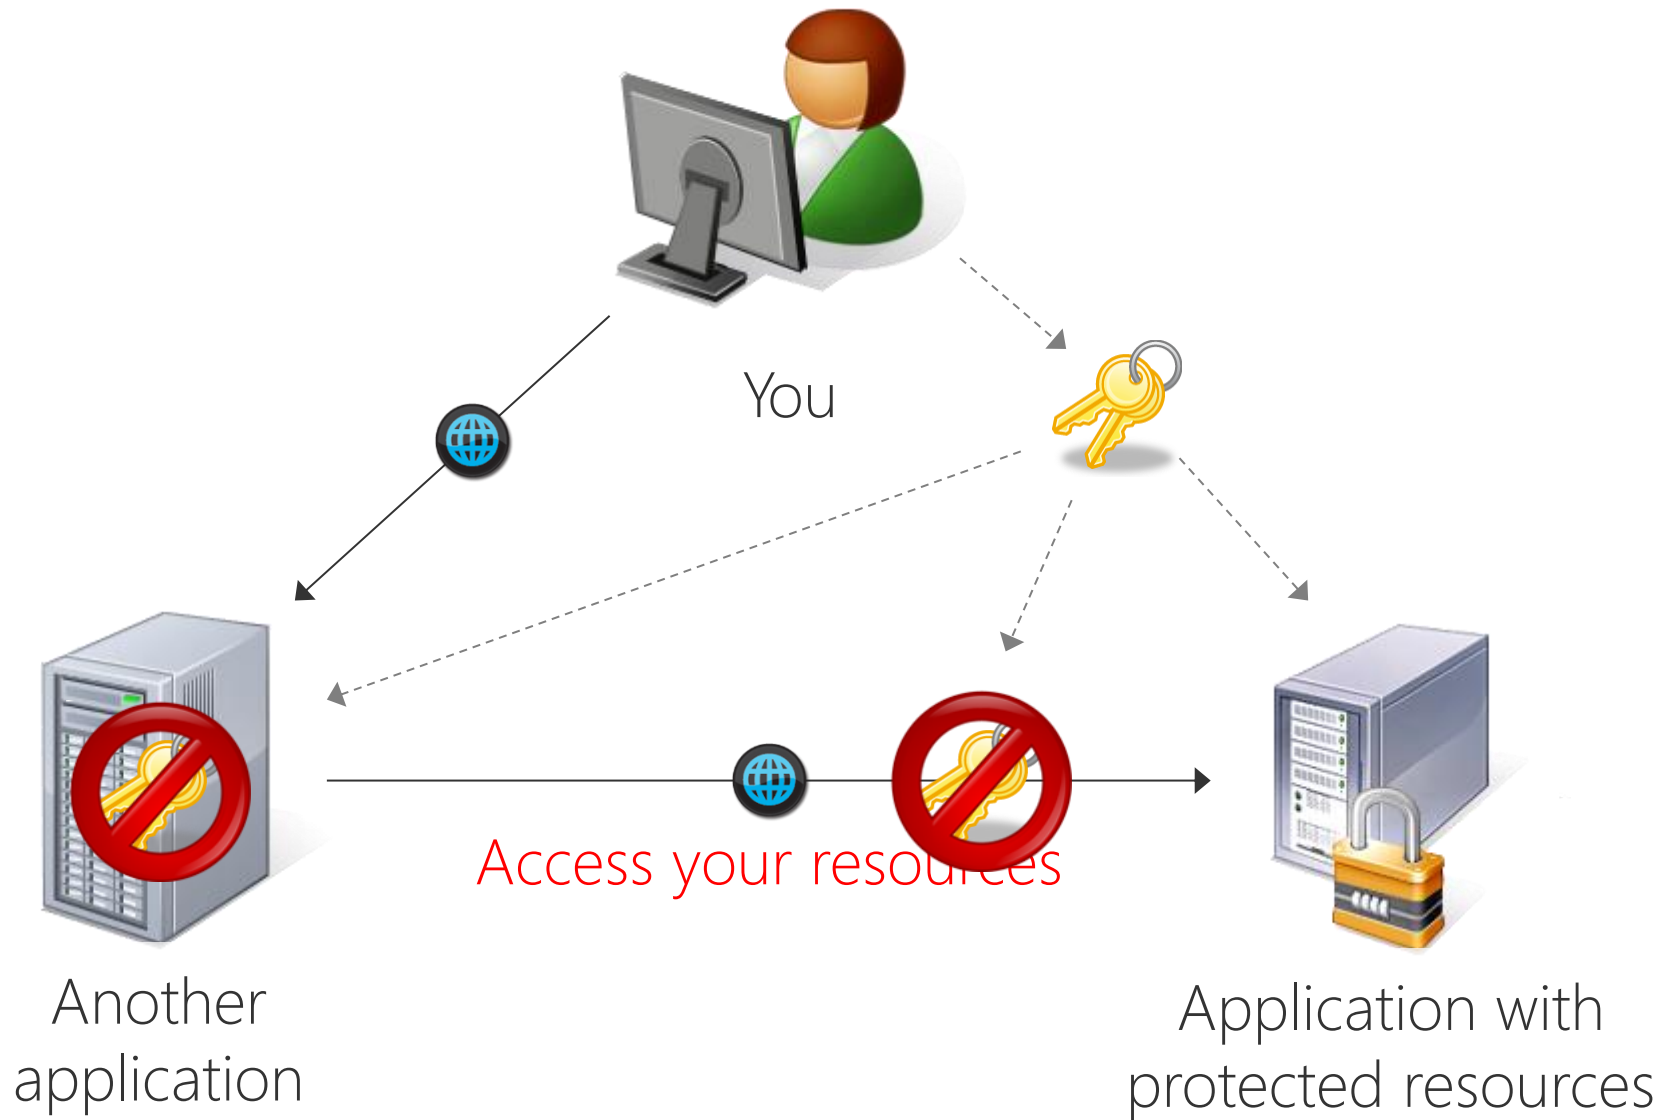 You
Access your resources
Another
application
Application with
protected resources